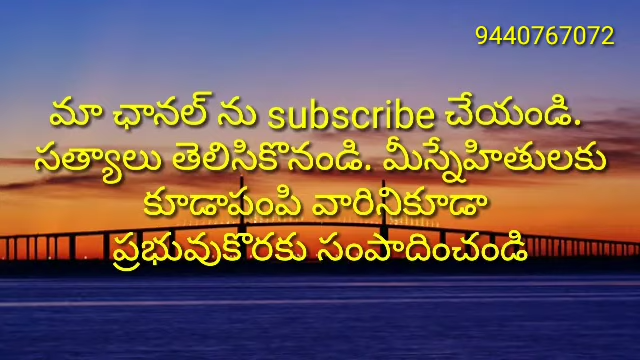 9440767072
మా ఛానల్ ను subscribe చేయండి.
సత్యాలు తెలిసికొనండి. మీస్నేహితులకు
కూడాపంపి వారినికూడా
ప్రభువుకొరకు సంపాదించండి